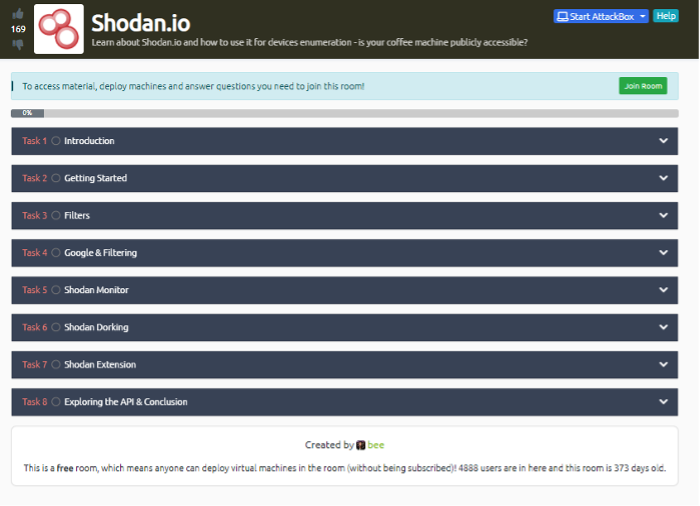 169
Shodan.io
Learn about Shodan.io and how to use it for devices enumeration - is your coffee machine publicly accessible?
Start AttackBox
Help
To access material, deploy machines and answer questions you need to join this room!
Join Room
0%
Task 1 Introduction
Task 2 Getting Started
Task 3 Filters
Task 4 Google & Filtering
Task 5 Shodan Monitor
Task 6 Shodan Dorking
Task 7 Shodan Extension
Task 8 Exploring the API & Conclusion
Created by bee
This is a free room, which means anyone can deploy virtual machines in the room (without being subscribed)! 4888 users are in here and this room is 373 days old.